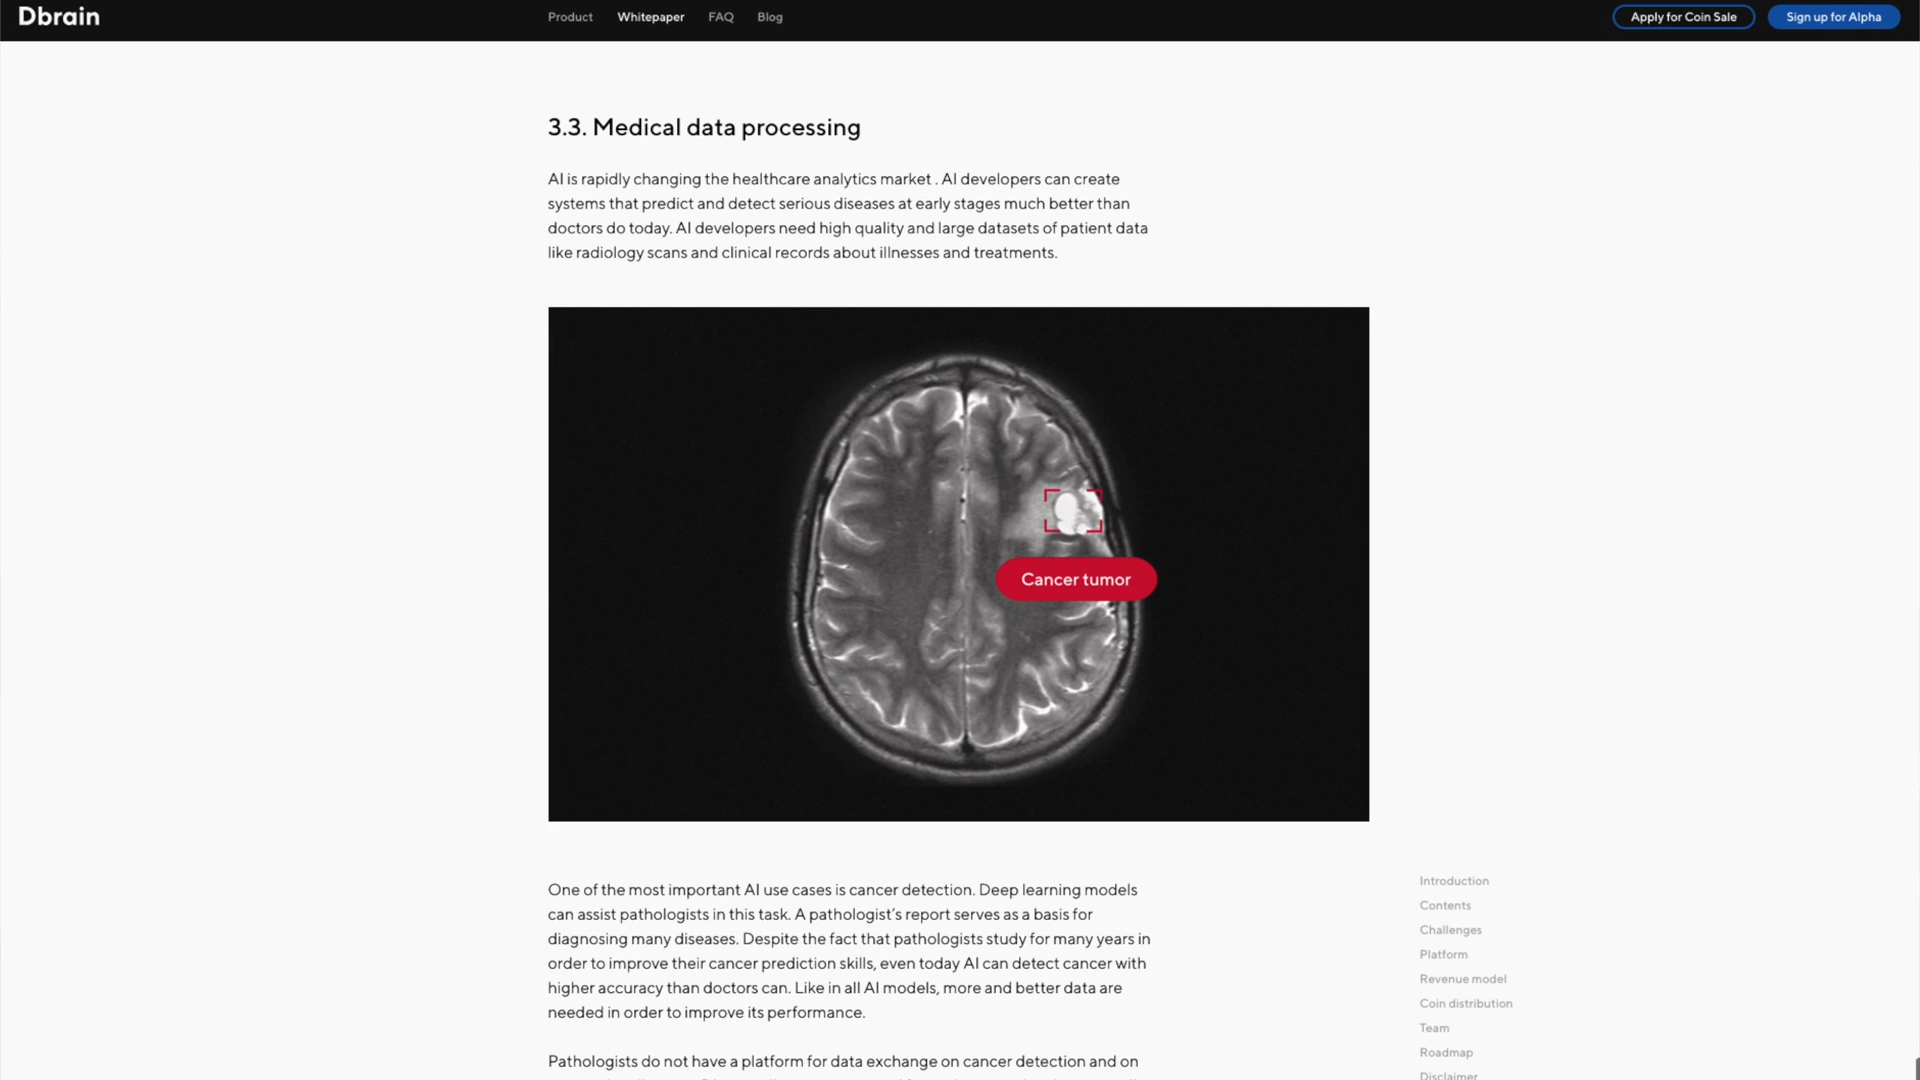 Dbrain
Product
Whitepaper
FAQ
Blog
Apply for Coin Sale
Sign up for Alpha
3.3. Medical data processing
AI is rapidly changing the healthcare analytics market . AI developers can create
systems that predict and detect serious diseases at early stages much better than
doctors do today. AI developers need high quality and large datasets of patient data
like radiology scans and clinical records about illnesses and treatments.
Cancer tumor
One of the most important AI use cases is cancer detection. Deep learning models
can assist pathologists in this task. A pathologist's report serves as a basis for
diagnosing many diseases. Despite the fact that pathologists study for many years in
order to improve their cancer prediction skills, even today AI can detect cancer with
higher accuracy than doctors can. Like in all AI models, more and better data are
needed in order to improve its performance.
Pathologists do not have a platform for data exchange on cancer detection and on
Introduction
Contents
Challenges
Platform
Revenue model
Coin distribution
Team
Roadmap
Disclaimer